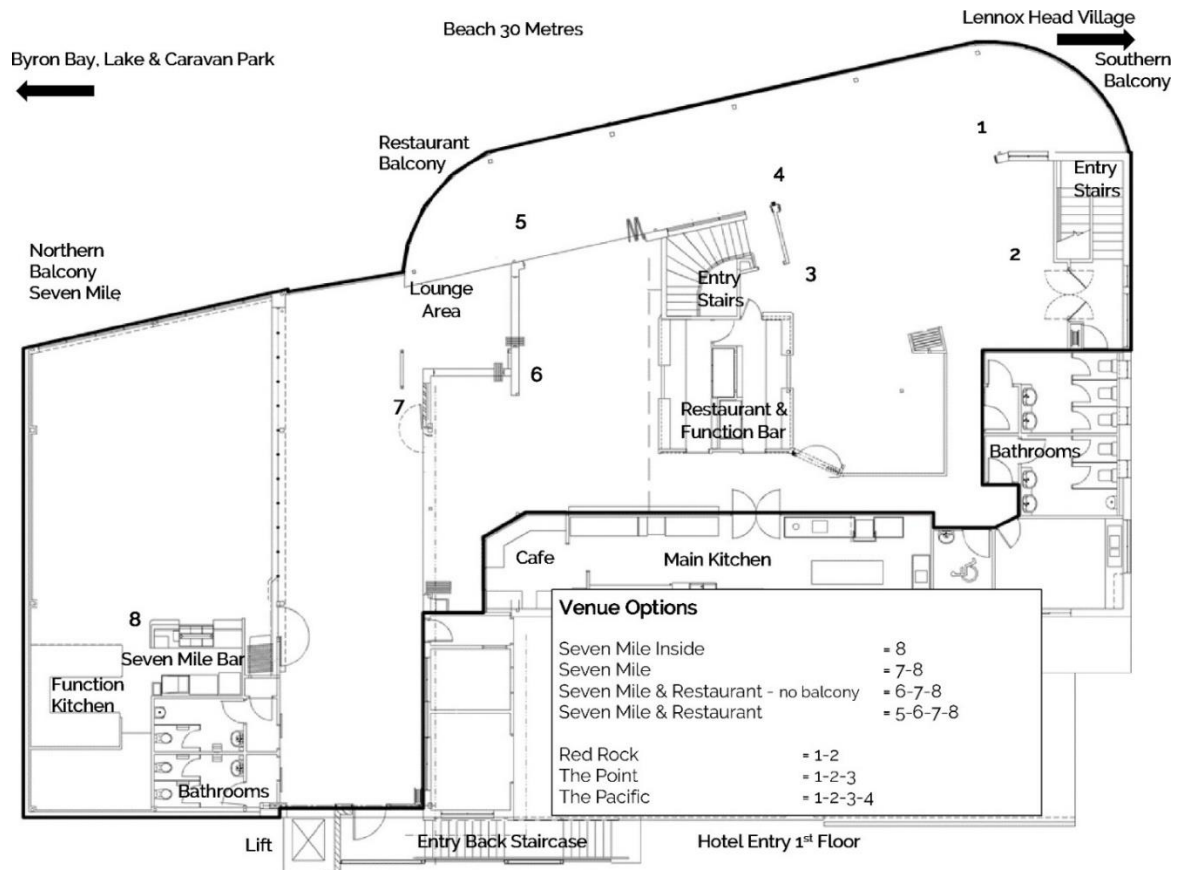 Beach 30 Metres
Lennox Head Village
Byron Bay, Lake & Caravan Park
Southern
Balcony
Restaurant
Balcony
1
Entry
Stairs
4
5
2
Northern
Balcony
Seven Mile
3
Lounge
Area
Entry
Stairs
6
7
Restaurant &
Function Bar
Bathrooms
Cafe
Main Kitchen
8
Seven Mile Bar
Function
Kitchen
Bathrooms
Venue Options
Seven Mile Inside = 8
Seven Mile = 7-8
Seven Mile & Restaurant - no balcony = 6-7-8
Seven Mile & Restaurant = 5-6-7-8
Red Rock = 1-2
The Point = 1-2-3
The Pacific = 1-2-3-4
Lift
Entry Back Staircase
Hotel Entry 1st Floor